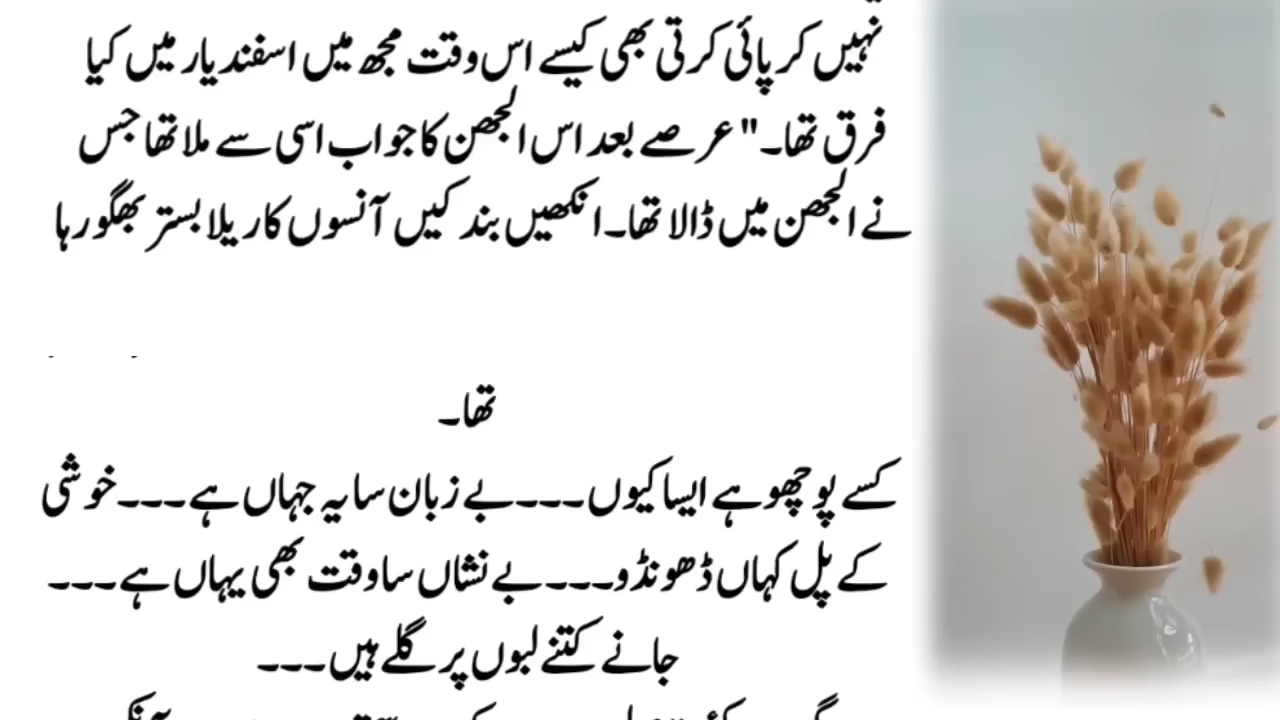 نہیں کر پائی کرتی بھی کیسے اس وقت مجھ میں اسفندیار میں کیا
فرق تھا۔" عرصے بعد اس الجھن کا جواب اسی سے ملا تھا جس
نے الجھن میں ڈالا تھا۔ انکھیں بند کیں آنسوں کا ریلا بستر بھگو رہا
تھا۔
کسے پوچھو ہے ایسا کیوں۔۔۔بے زبان سا یہ جہاں ہے۔۔۔خوشی
کے پل کہاں ڈھونڈو۔۔۔بے نشاں سا وقت بھی یہاں ہے۔۔۔
جانے کتنے لبوں پر گلے ہیں۔۔۔